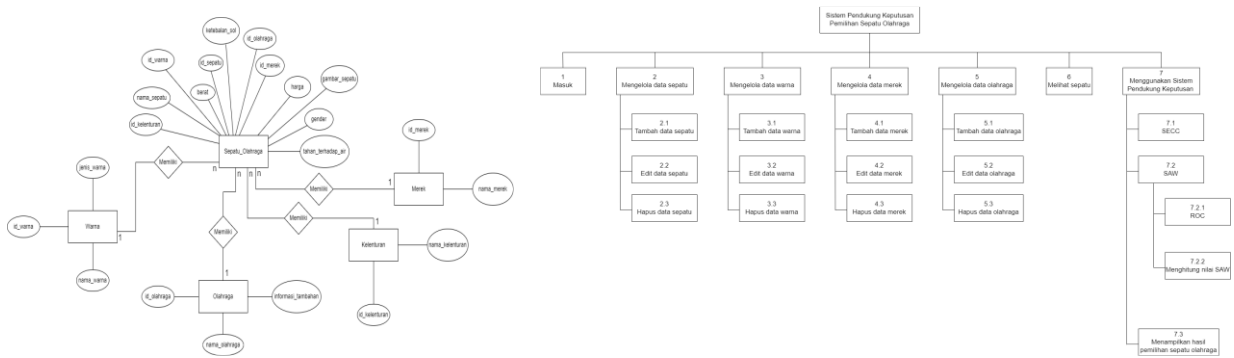 ketebalan_sol
id_olahraga
id_warna
id_sepatu
id_merek
gambar_sepatu
berat
harga
nama_sepatu
gender
id_kelenturan
Sepatu_Olahraga
tahan_terhadap_air
id_merek
jenis_warna
Memiliki
n
n
n
n
Memiliki
1
Merek
nama_merek
id_warna
Warna
1
Memiliki
Memiliki
1
Kelenturan
nama_kelenturan
nama_warna
1
id_olahraga
Olahraga
informasi_tambahan
id_kelenturan
nama_olahraga
Sistem Pendukung Keputusan
Pemilihan Sepatu Olahraga
1
Masuk
2
Mengelola data sepatu
3
Mengelola data warna
4
Mengelola data merek
5
Mengelola data olahraga
6
Melihat sepatu
7
Menggunakan Sistem
Pendukung Keputusan
2.1
Tambah data sepatu
2.2
Edit data sepatu
2.3
Hapus data sepatu
3.1
Tambah data warna
3.2
Edit data warna
3.3
Hapus data warna
4.1
Tambah data merek
4.2
Edit data merek
4.3
Hapus data merek
5.1
Tambah data olahraga
5.2
Edit data olahraga
5.3
Hapus data olahraga
7.1
SECC
7.2
SAW
7.2.1
ROC
7.2.2
Menghitung nilai SAW
7.3
Menampilkan hasil
pemilihan sepatu olahraga